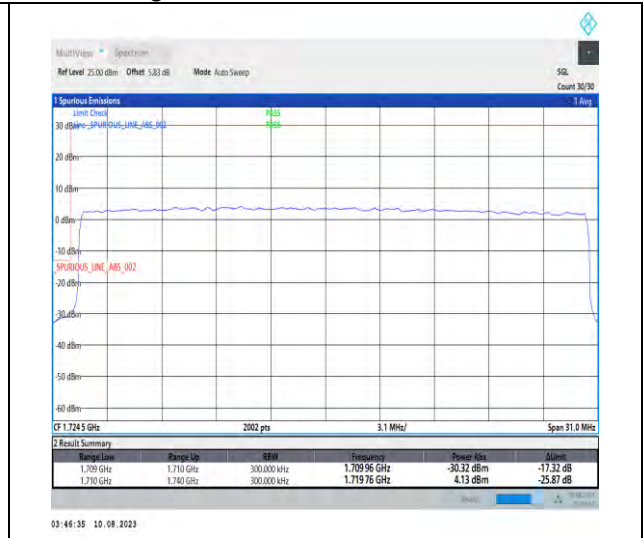 MultiView Spectrum
Ref Level 25.00 dBm Offset 5.83 dB Mode Auto Sweep SGL
Count 30/30
1 Spurious Emissions 1 Avg
Limit Check PASS
30 dBm Line _SPURIOUS_LINE_ABS_002 PASS
20 dBm
10 dBm
0 dBm
-10 dBm
_SPURIOUS_LINE_ABS_002
-20 dBm
-30 dBm
-40 dBm
-50 dBm
-60 dBm
CF 1.7245 GHz 2002 pts 3.1 MHz/ Span 31.0 MHz
2 Result Summary
Range Low Range Up RBW Frequency Power Abs ΔLimit
1.709 GHz 1.710 GHz 300.000 kHz 1.70996 GHz -30.32 dBm -17.32 dB
1.710 GHz 1.740 GHz 300.000 kHz 1.71976 GHz 4.13 dBm -25.87 dB
Ready
03:46:35 10.08.2023